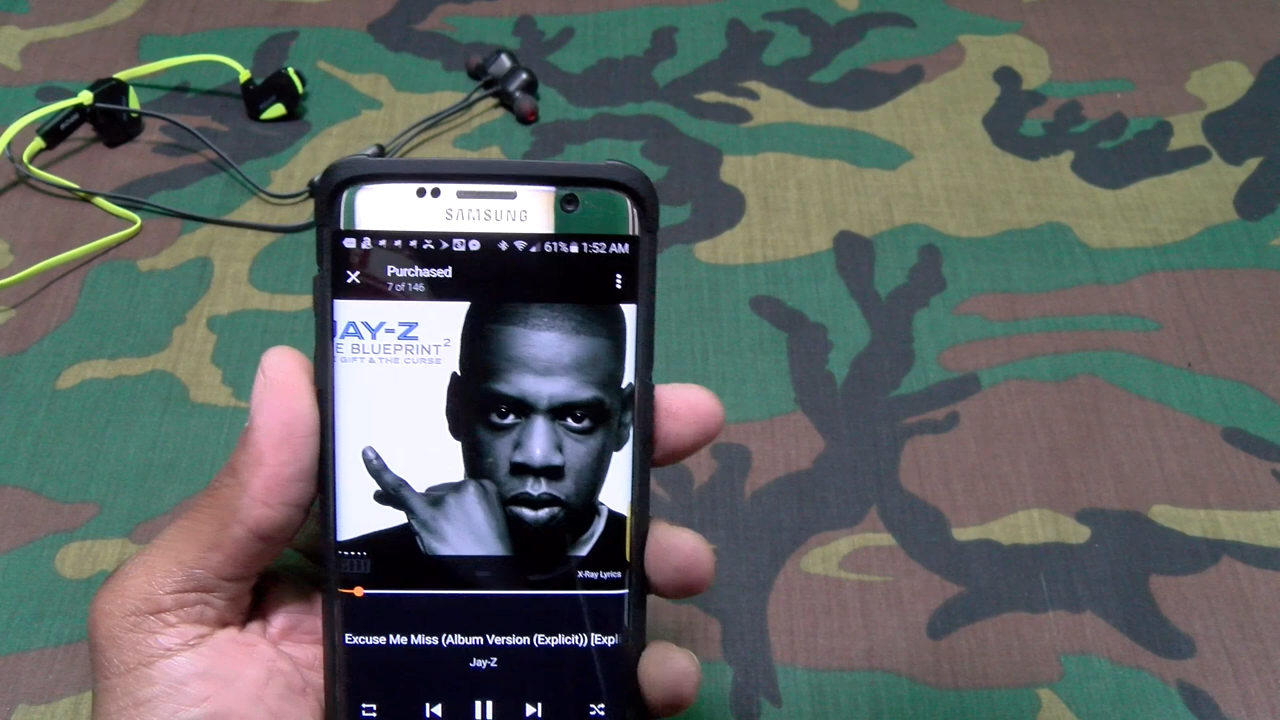 SAMSUNG
61% 1:52 AM
Purchased
7 of 146
JAY-Z
E BLUEPRINT²
GIFT & THE CURSE
X-Ray Lyrics
Excuse Me Miss (Album Version (Explicit)) [Expl
Jay-Z